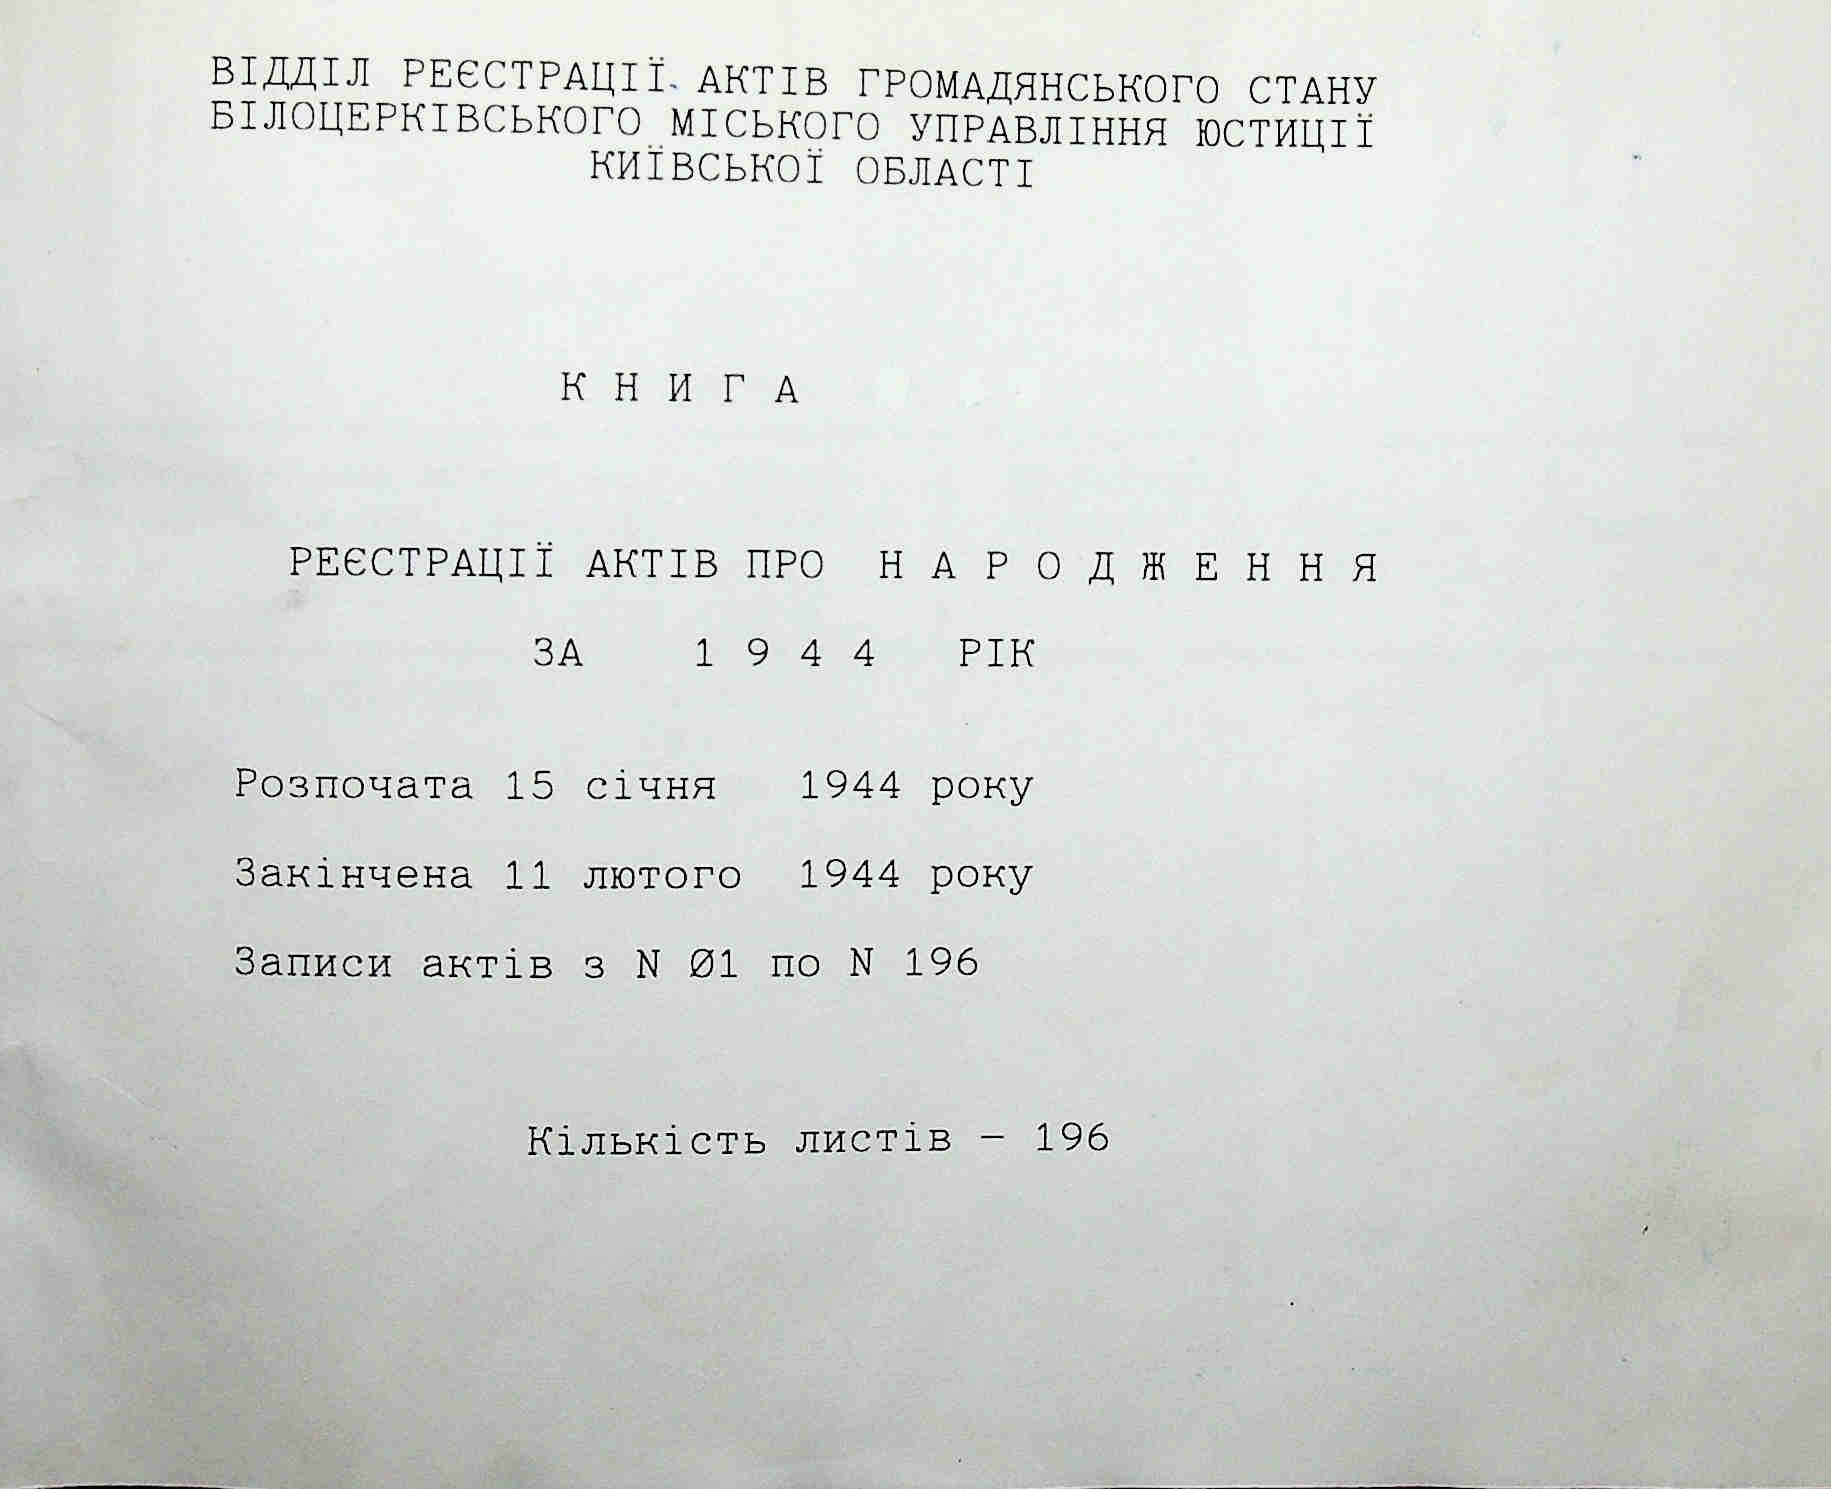 ВІДДІЛ РЕЄСТРАЦІЇ АКТІВ ГРОМАДЯНСЬКОГО СТАНУ
БІЛОЦЕРКІВСЬКОГО МІСЬКОГО УПРАВЛІННЯ ЮСТИЦІЇ
КИЇВСЬКОЇ ОБЛАСТІ
К Н И Г А
РЕЄСТРАЦІЇ АКТІВ ПРО Н А Р О Д Ж Е Н Н Я
ЗА 1 9 4 4 РІК
Розпочата 15 січня 1944 року
Закінчена 11 лютого 1944 року
Записи актів з N Ø1 по N 196
Кількість листів – 196